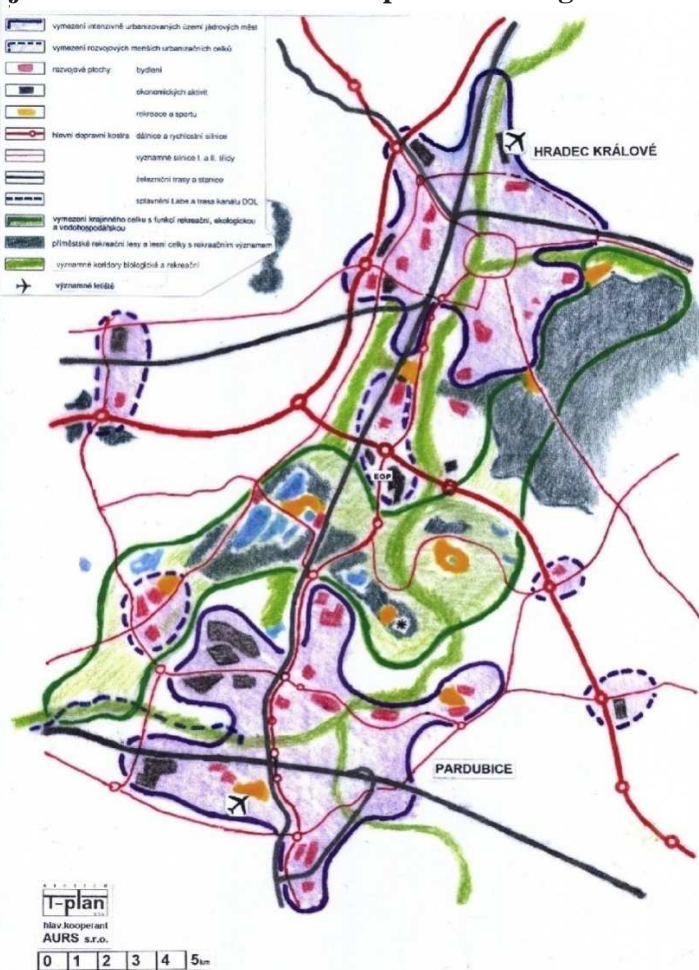 vymezení intenzivně urbanizovaných území jádrových měst
vymezení rozvojových menších urbanizačních celků
rozvojové plochy bydlení
ekonomických aktivit
rekreace a sportu
hlavní dopravní kostra dálnice a rychlostní silnice
významné silnice I. a II. třídy
železniční trasy a stanice
splavnění Labe a trasa kanálu DOL
vymezení krajinného celku s funkcí rekreační, ekologickou
a vodohospodářskou
příměstské rekreační lesy a lesní celky s rekreačním významem
významné koridory biologické a rekreační
významné letiště
HRADEC KRÁLOVÉ
EOP
PARDUBICE
T-plan
hlav.kooperant
AURS s.r.o.
0 1 2 3 4 5km